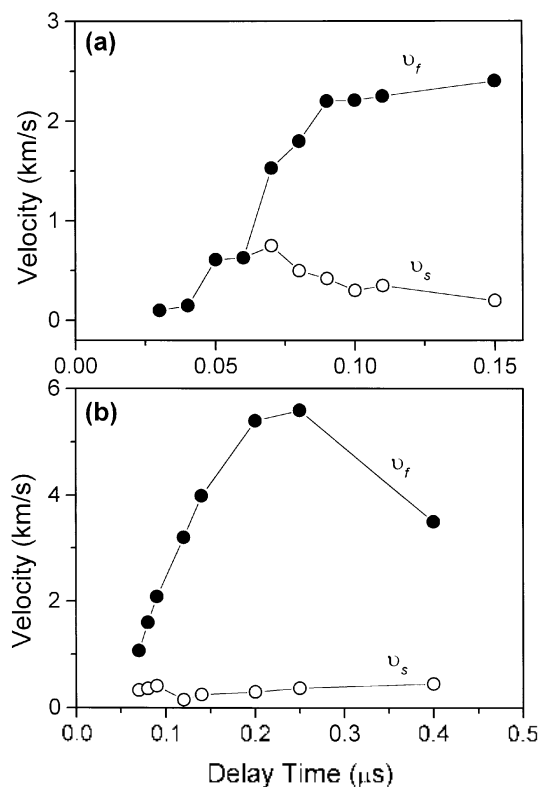 (a)
3
2
1
0
Velocity (km/s)
υf
υs
0.00
0.05
0.10
0.15
(b)
6
4
2
0
Velocity (km/s)
υf
υs
0.0
0.1
0.2
0.3
0.4
0.5
Delay Time (μs)